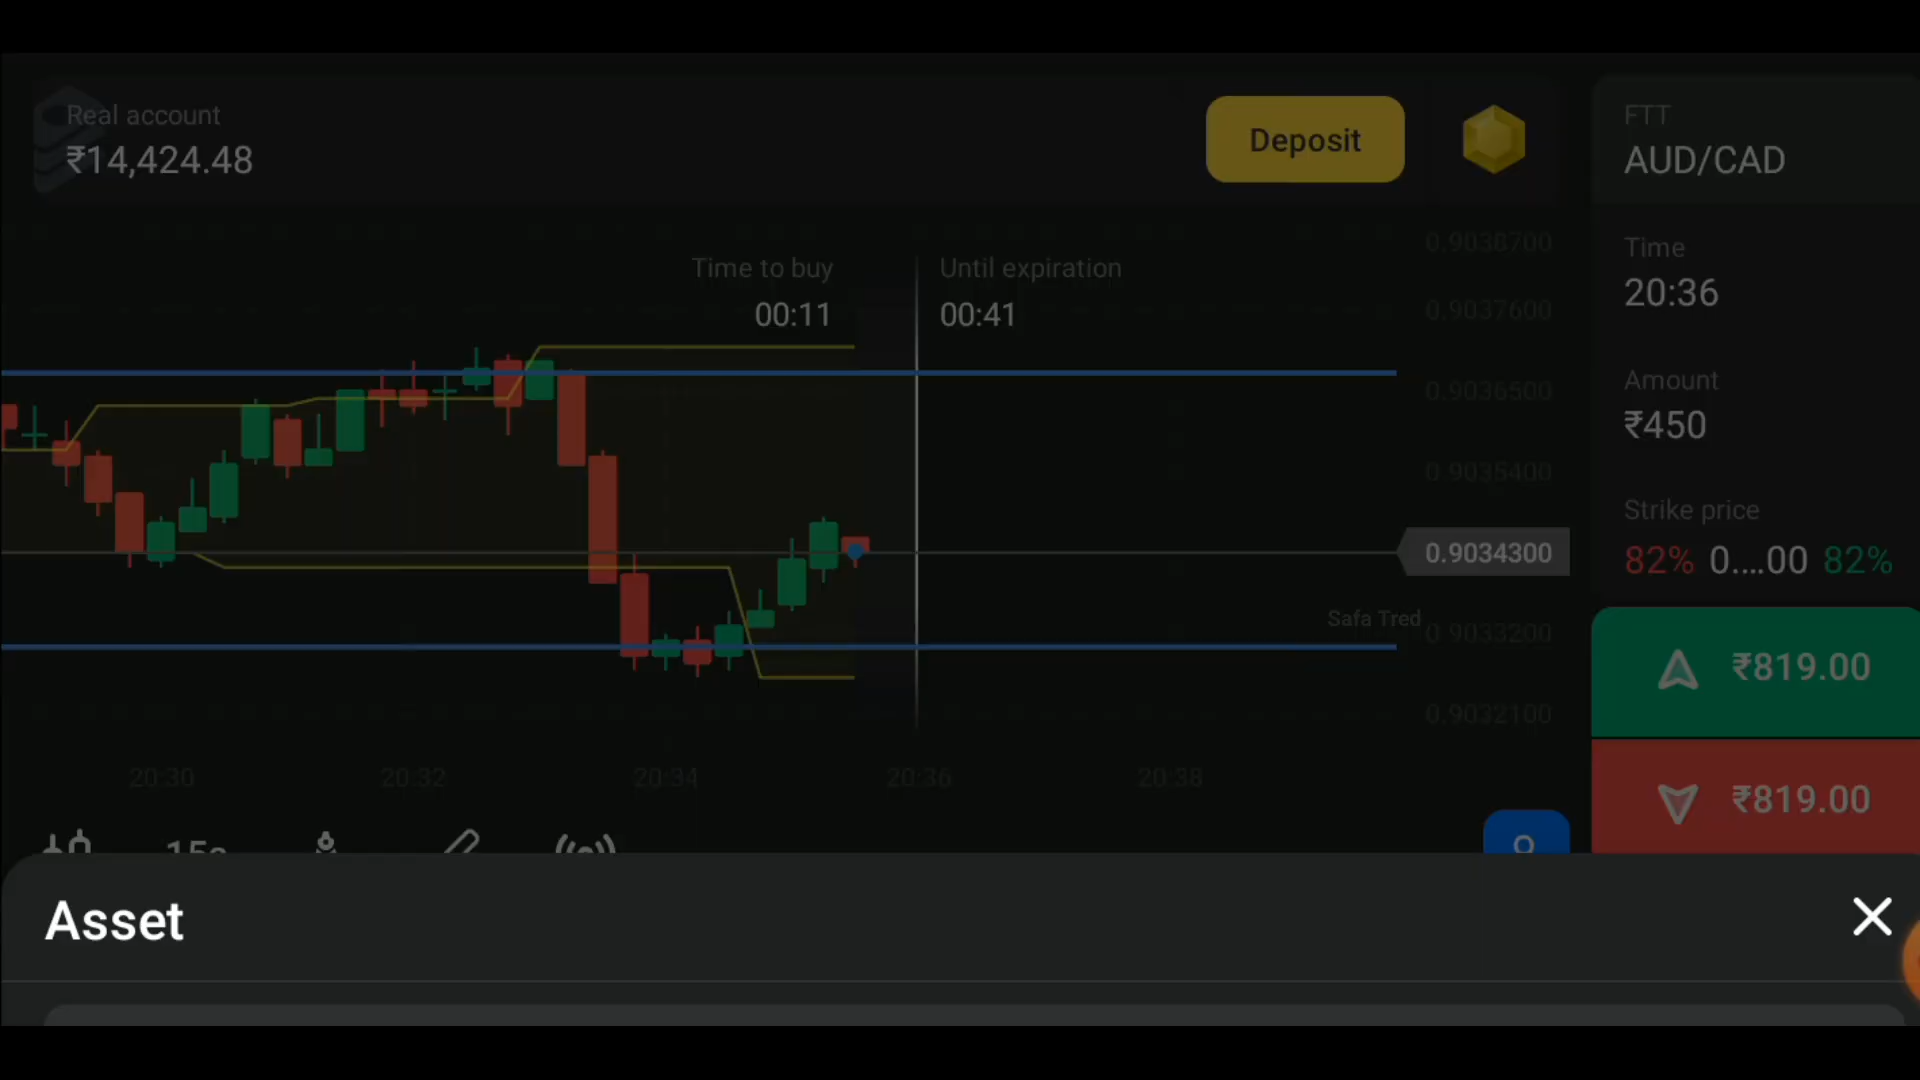 Real account
₹14,424.48
Deposit
FTT
AUD/CAD
Time to buy
00:11
Until expiration
00:41
0.9038700
0.9037600
0.9036500
0.9035400
0.9034300
0.9033200
0.9032100
Time
20:36
Amount
₹450
Strike price
82% 0....00 82%
Safa Tred
₹819.00
₹819.00
20:30 20:32 20:34 20:36 20:38
15s
Asset